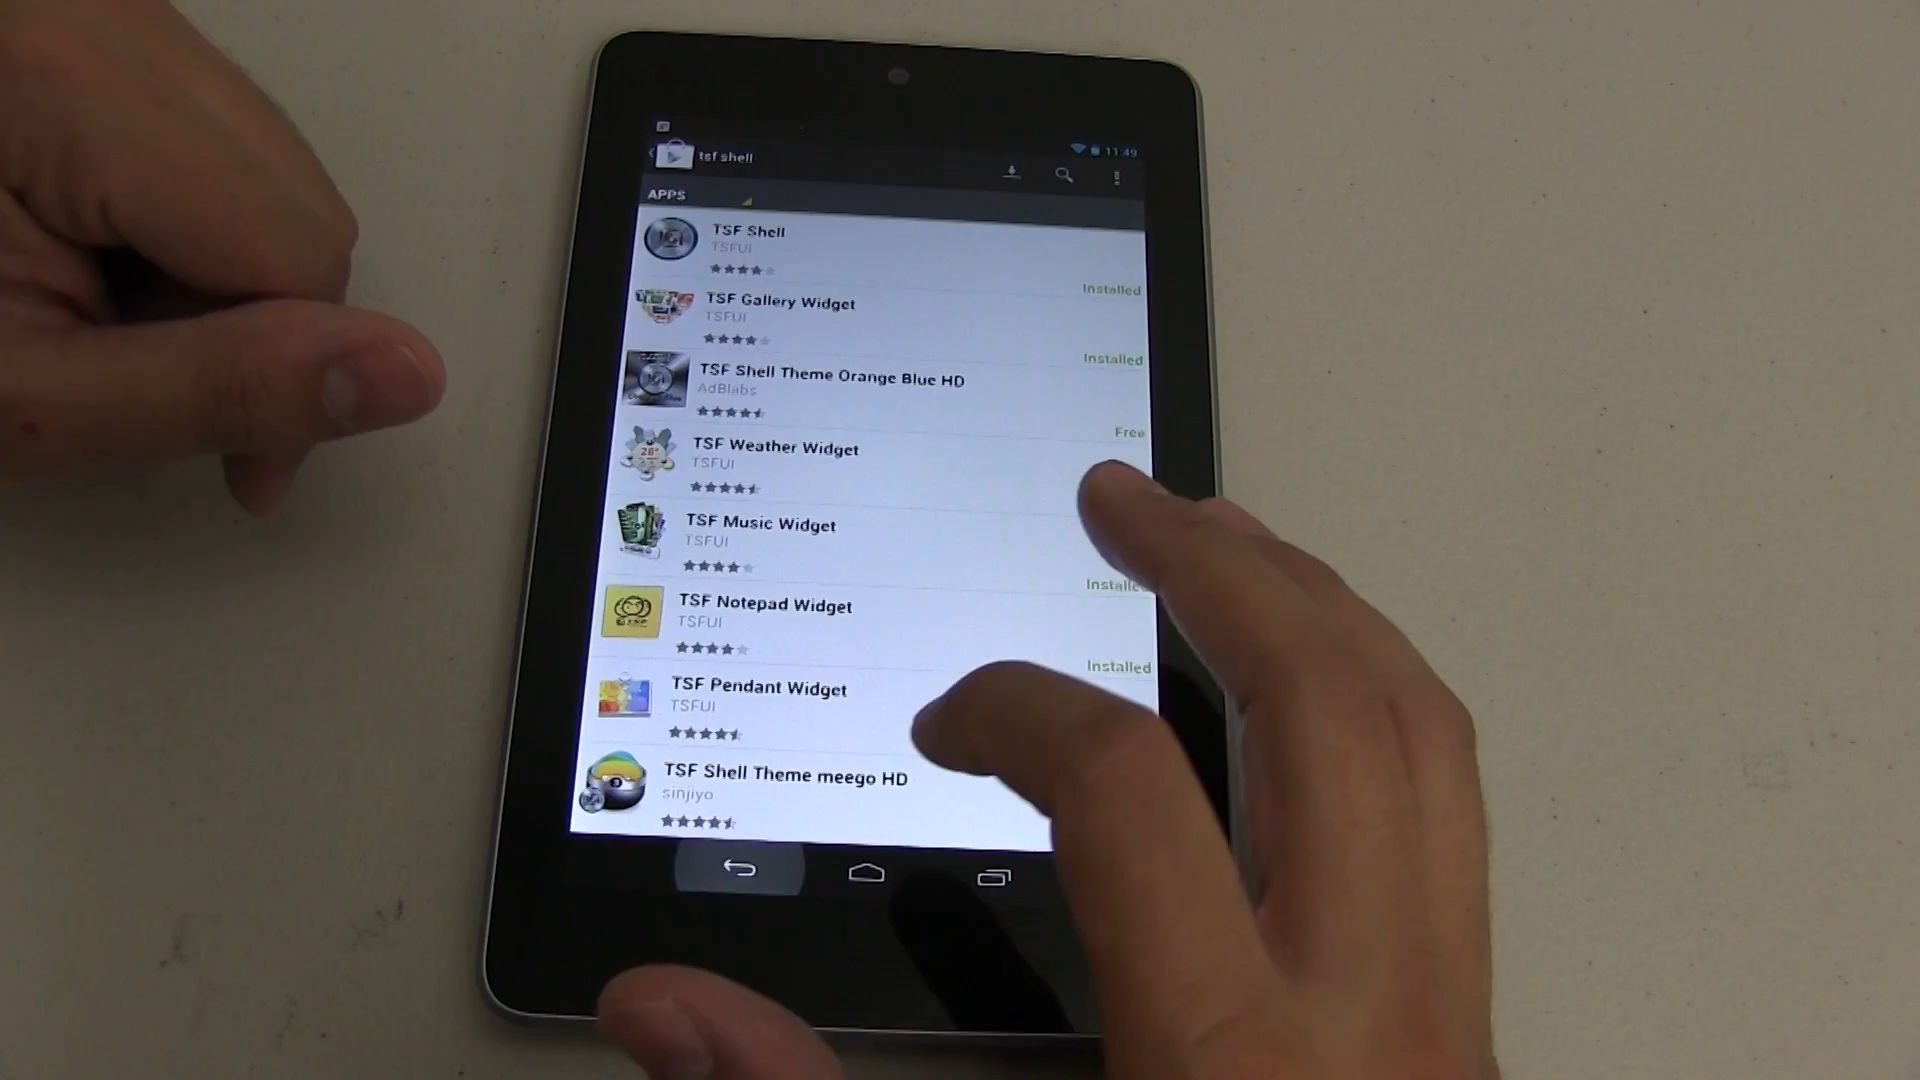 tsf shell
11:49
APPS
TSF Shell
TSFUI
Installed
TSF Gallery Widget
TSFUI
Installed
TSF Shell Theme Orange Blue HD
AdBlabs
Free
TSF Weather Widget
28°
TSFUI
TSF Music Widget
TSFUI
Installed
TSF Notepad Widget
TSFUI
Installed
TSF Pendant Widget
TSFUI
TSF Shell Theme meego HD
sinjiyo